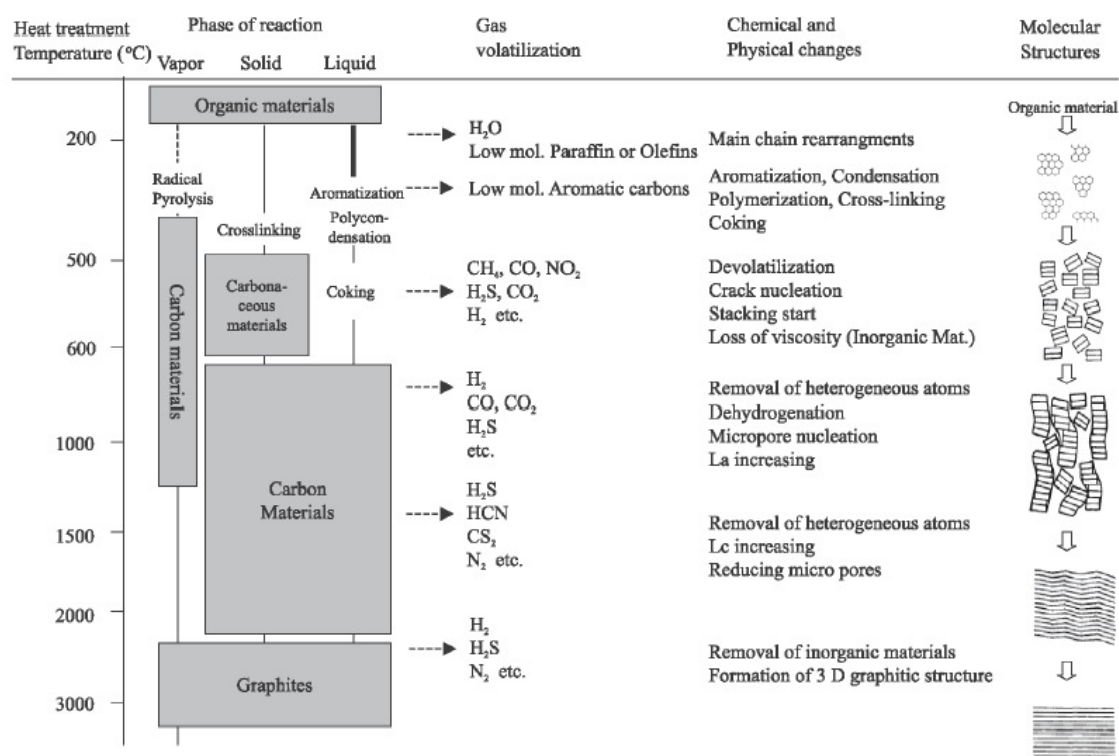 Heat treatment
Temperature (°C)
Phase of reaction
Vapor Solid Liquid
Gas
volatilization
Chemical and
Physical changes
Molecular
Structures
Organic materials
Organic material
200
H₂O
Low mol. Paraffin or Olefins
Main chain rearrangments
Radical
Pyrolysis
Aromatization
Low mol. Aromatic carbons
Aromatization, Condensation
Polymerization, Cross-linking
Coking
Crosslinking
Polycon-
densation
500
Carbona-
ceous
materials
Coking
CH₄, CO, NO₂
H₂S, CO₂
H₂ etc.
Devolatilization
Crack nucleation
Stacking start
Loss of viscosity (Inorganic Mat.)
Carbon materials
600
H₂
CO, CO₂
H₂S
etc.
Removal of heterogeneous atoms
Dehydrogenation
Micropore nucleation
La increasing
1000
Carbon
Materials
H₂S
HCN
CS₂
N₂ etc.
Removal of heterogeneous atoms
Lc increasing
Reducing micro pores
1500
2000
H₂
H₂S
N₂ etc.
Removal of inorganic materials
Formation of 3 D graphitic structure
Graphites
3000